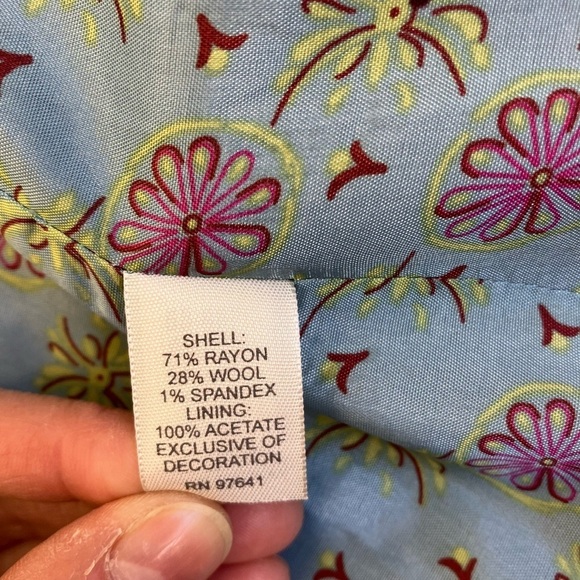 SHELL:
71% RAYON
28% WOOL
1% SPANDEX
LINING:
100% ACETATE
EXCLUSIVE OF
DECORATION
RN 97641